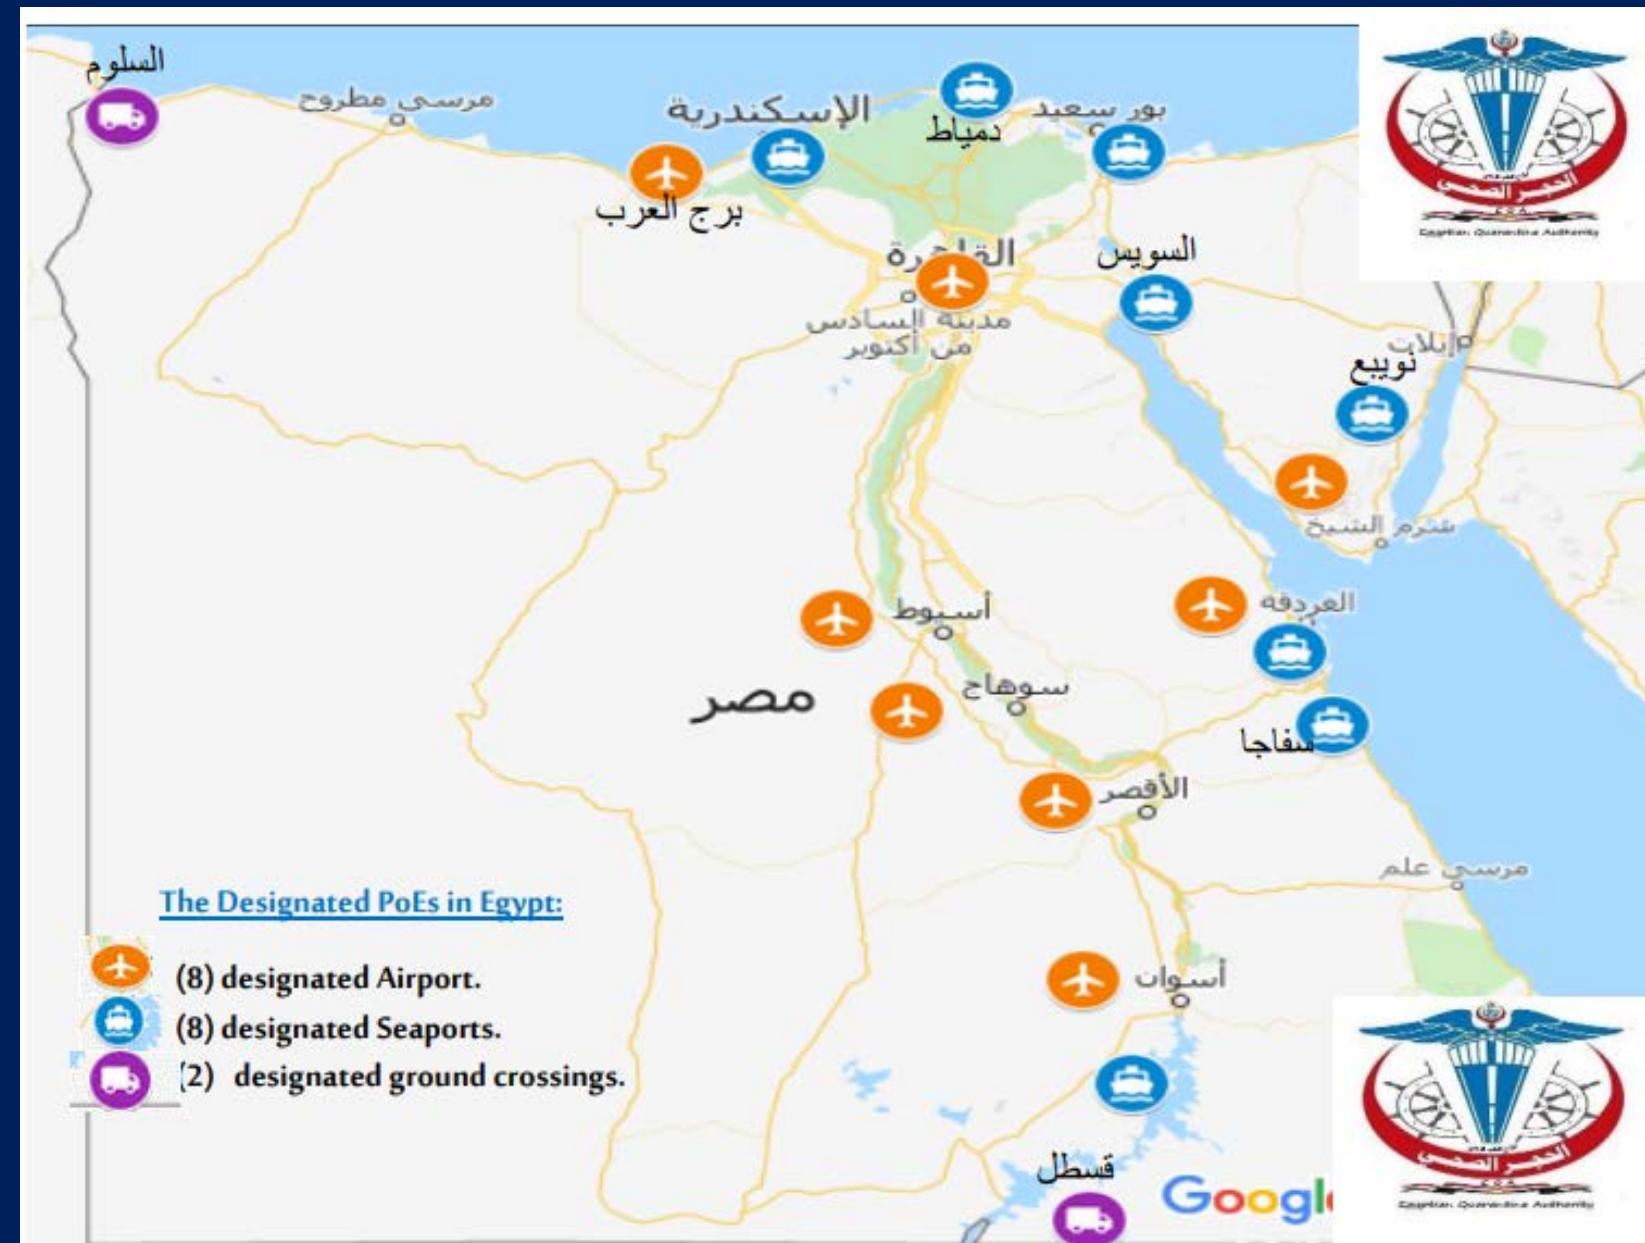 السلوم
مرسى مطروح
الإسكندرية
دمياط
بور سعيد
برج العرب
القاهرة
السويس
مدينة السادس
من أكتوبر
إيلات
نويبع
شرم الشيخ
الغردقة
أسيوط
سوهاج
مصر
سفاجا
الأقصر
مرسى علم
أسوان
قسطل
The Designated PoEs in Egypt:
(8) designated Airport.
(8) designated Seaports.
(2) designated ground crossings.
Google
الحجر الصحي
E.Q.A.
Egyptian Quarantine Authority
الحجر الصحي
E.Q.A.
Egyptian Quarantine Authority